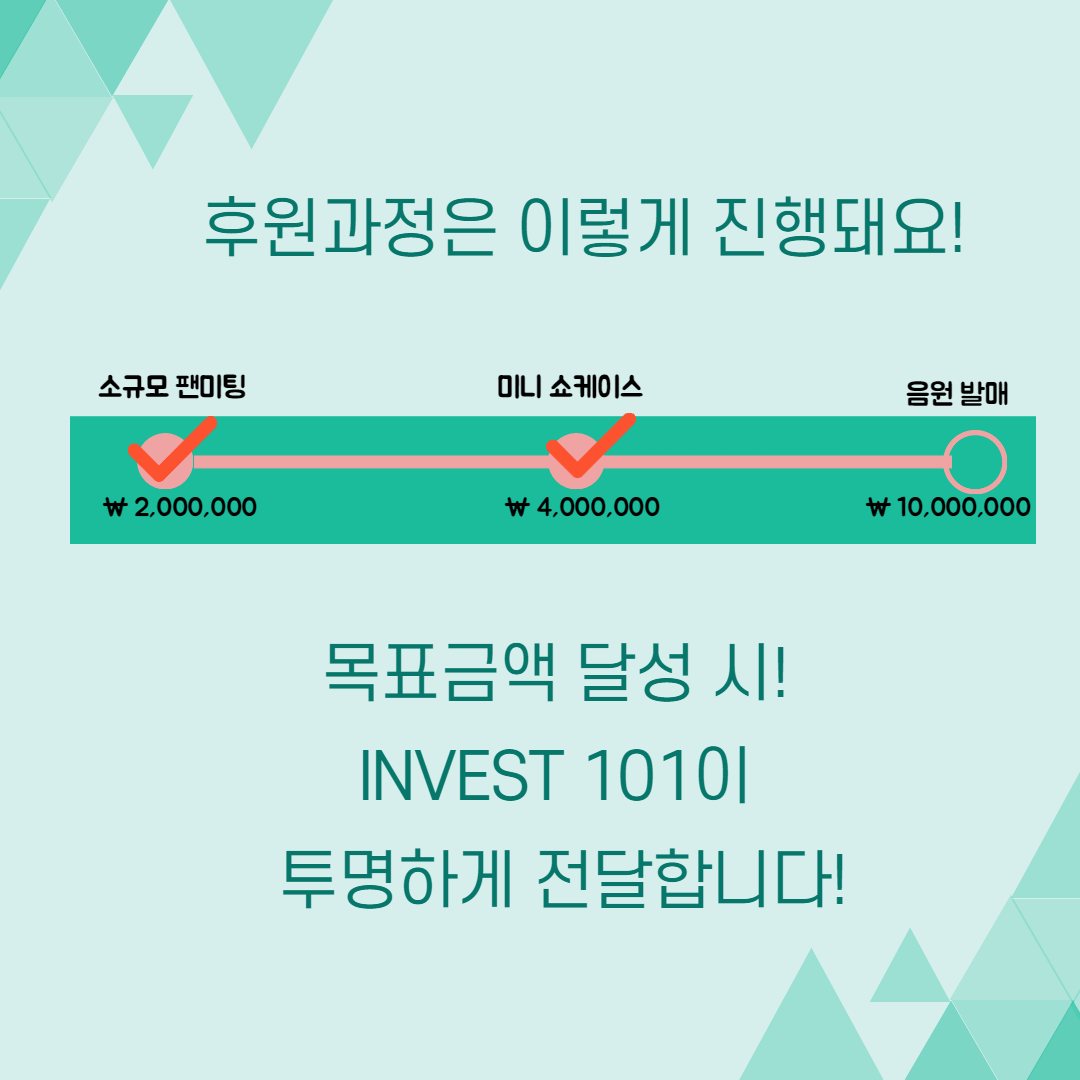 후원과정은 이렇게 진행돼요!
소규모 팬미팅
미니 쇼케이스
음원 발매
₩ 2,000,000
₩ 4,000,000
₩ 10,000,000
목표금액 달성 시!
INVEST 101이
투명하게 전달합니다!